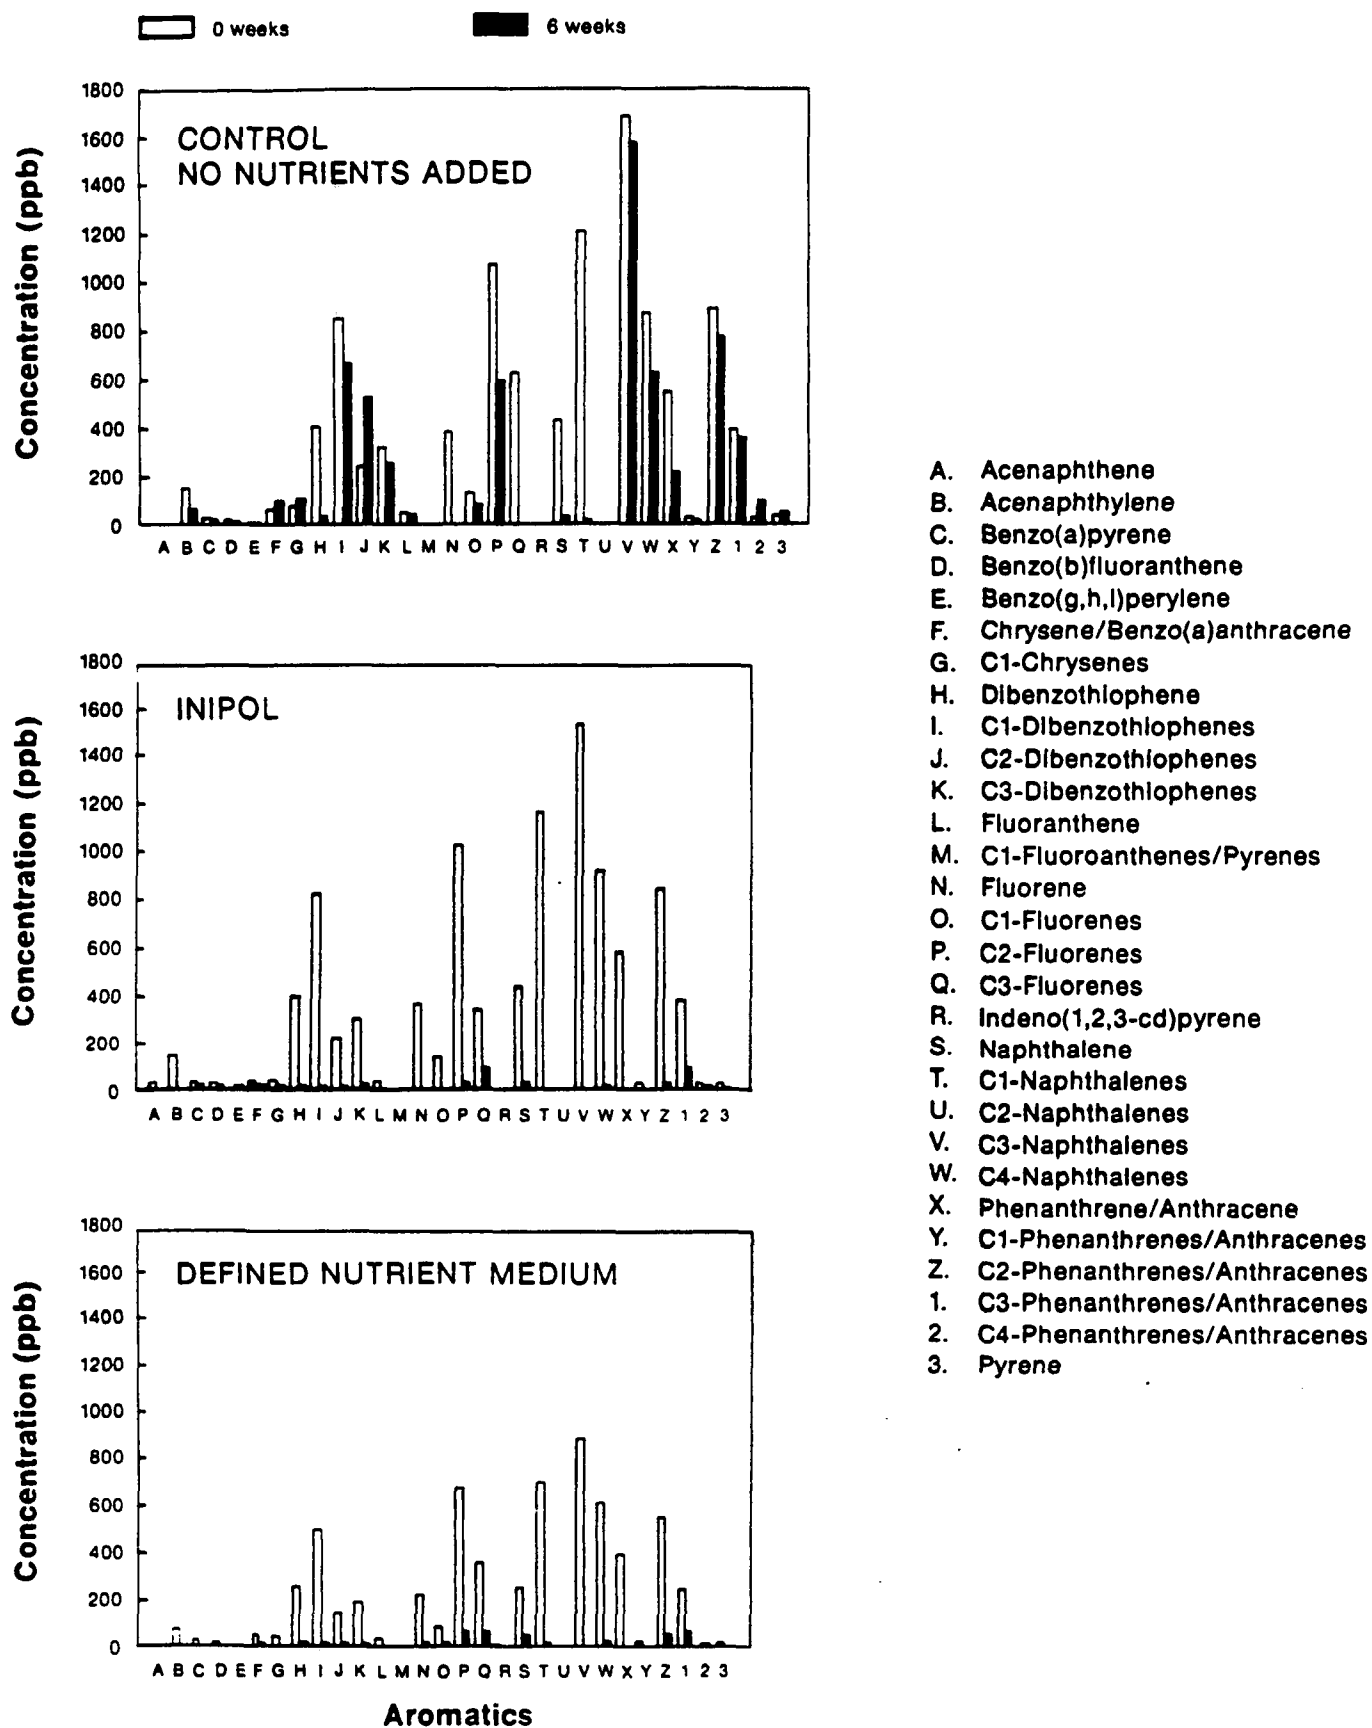 0 weeks 6 weeks
1800
1600
1400
1200
1000
800
600
400
200
0
Concentration (ppb)
CONTROL
NO NUTRIENTS ADDED
A B C D E F G H I J K L M N O P Q R S T U V W X Y Z 1 2 3
1800
1600
1400
1200
1000
800
600
400
200
0
Concentration (ppb)
INIPOL
A B C D E F G H I J K L M N O P Q R S T U V W X Y Z 1 2 3
1800
1600
1400
1200
1000
800
600
400
200
0
Concentration (ppb)
DEFINED NUTRIENT MEDIUM
A B C D E F G H I J K L M N O P Q R S T U V W X Y Z 1 2 3
Aromatics
A. Acenaphthene
B. Acenaphthylene
C. Benzo(a)pyrene
D. Benzo(b)fluoranthene
E. Benzo(g,h,i)perylene
F. Chrysene/Benzo(a)anthracene
G. C1-Chrysenes
H. Dibenzothiophene
I. C1-Dibenzothiophenes
J. C2-Dibenzothiophenes
K. C3-Dibenzothiophenes
L. Fluoranthene
M. C1-Fluoroanthenes/Pyrenes
N. Fluorene
O. C1-Fluorenes
P. C2-Fluorenes
Q. C3-Fluorenes
R. Indeno(1,2,3-cd)pyrene
S. Naphthalene
T. C1-Naphthalenes
U. C2-Naphthalenes
V. C3-Naphthalenes
W. C4-Naphthalenes
X. Phenanthrene/Anthracene
Y. C1-Phenanthrenes/Anthracenes
Z. C2-Phenanthrenes/Anthracenes
1. C3-Phenanthrenes/Anthracenes
2. C4-Phenanthrenes/Anthracenes
3. Pyrene